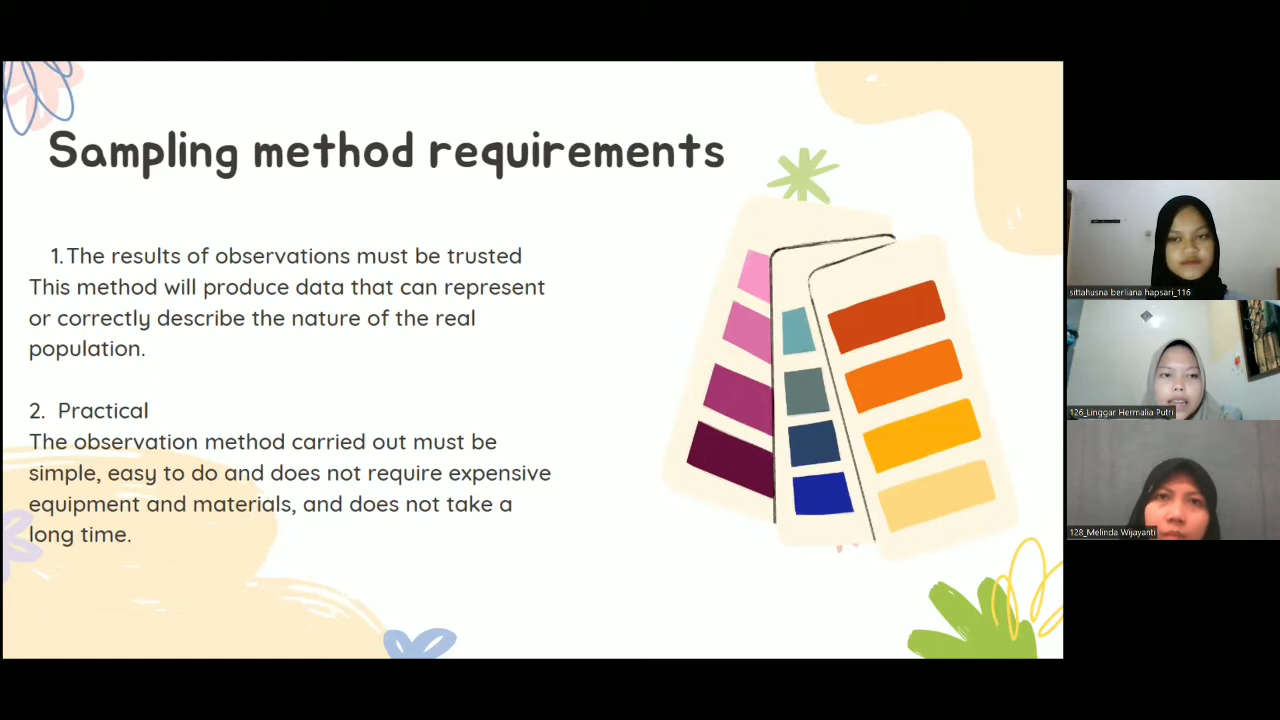 Sampling method requirements
1.The results of observations must be trusted
This method will produce data that can represent
or correctly describe the nature of the real
population.
2. Practical
The observation method carried out must be
simple, easy to do and does not require expensive
equipment and materials, and does not take a
long time.
sittahusna berliana hapsari_116
126_Linggar Hermalia Putri
128_Melinda Wijayanti